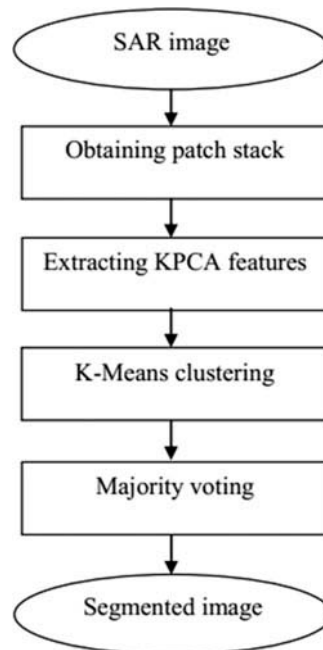 SAR image
Obtaining patch stack
Extracting KPCA features
K-Means clustering
Majority voting
Segmented image